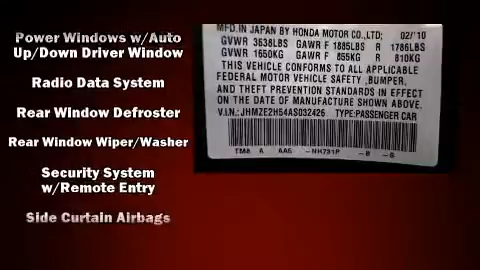 Power Windows w/Auto
Up/Down Driver Window
Radio Data System
Rear Window Defroster
Rear Window Wiper/Washer
Security System
w/Remote Entry
Side Curtain Airbags
MFD.IN JAPAN BY HONDA MOTOR CO.,LTD; 02/'10
GVWR 3638LBS GAWR F 1885LBS R 1786LBS
GVWR 1650KG GAWR F 855KG R 810KG
THIS VEHICLE CONFORMS TO ALL APPLICABLE
FEDERAL MOTOR VEHICLE SAFETY ,BUMPER,
AND THEFT PREVENTION STANDARDS IN EFFECT
ON THE DATE OF MANUFACTURE SHOWN ABOVE.
V.I.N.: JHMZE2H54AS032426 TYPE:PASSENGER CAR